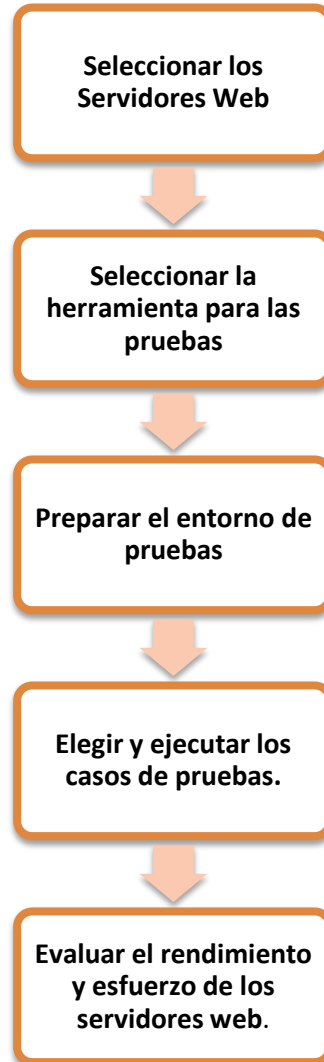 Seleccionar los
Servidores Web
Seleccionar la
herramienta para las
pruebas
Preparar el entorno de
pruebas
Elegir y ejecutar los
casos de pruebas.
Evaluar el rendimiento
y esfuerzo de los
servidores web.